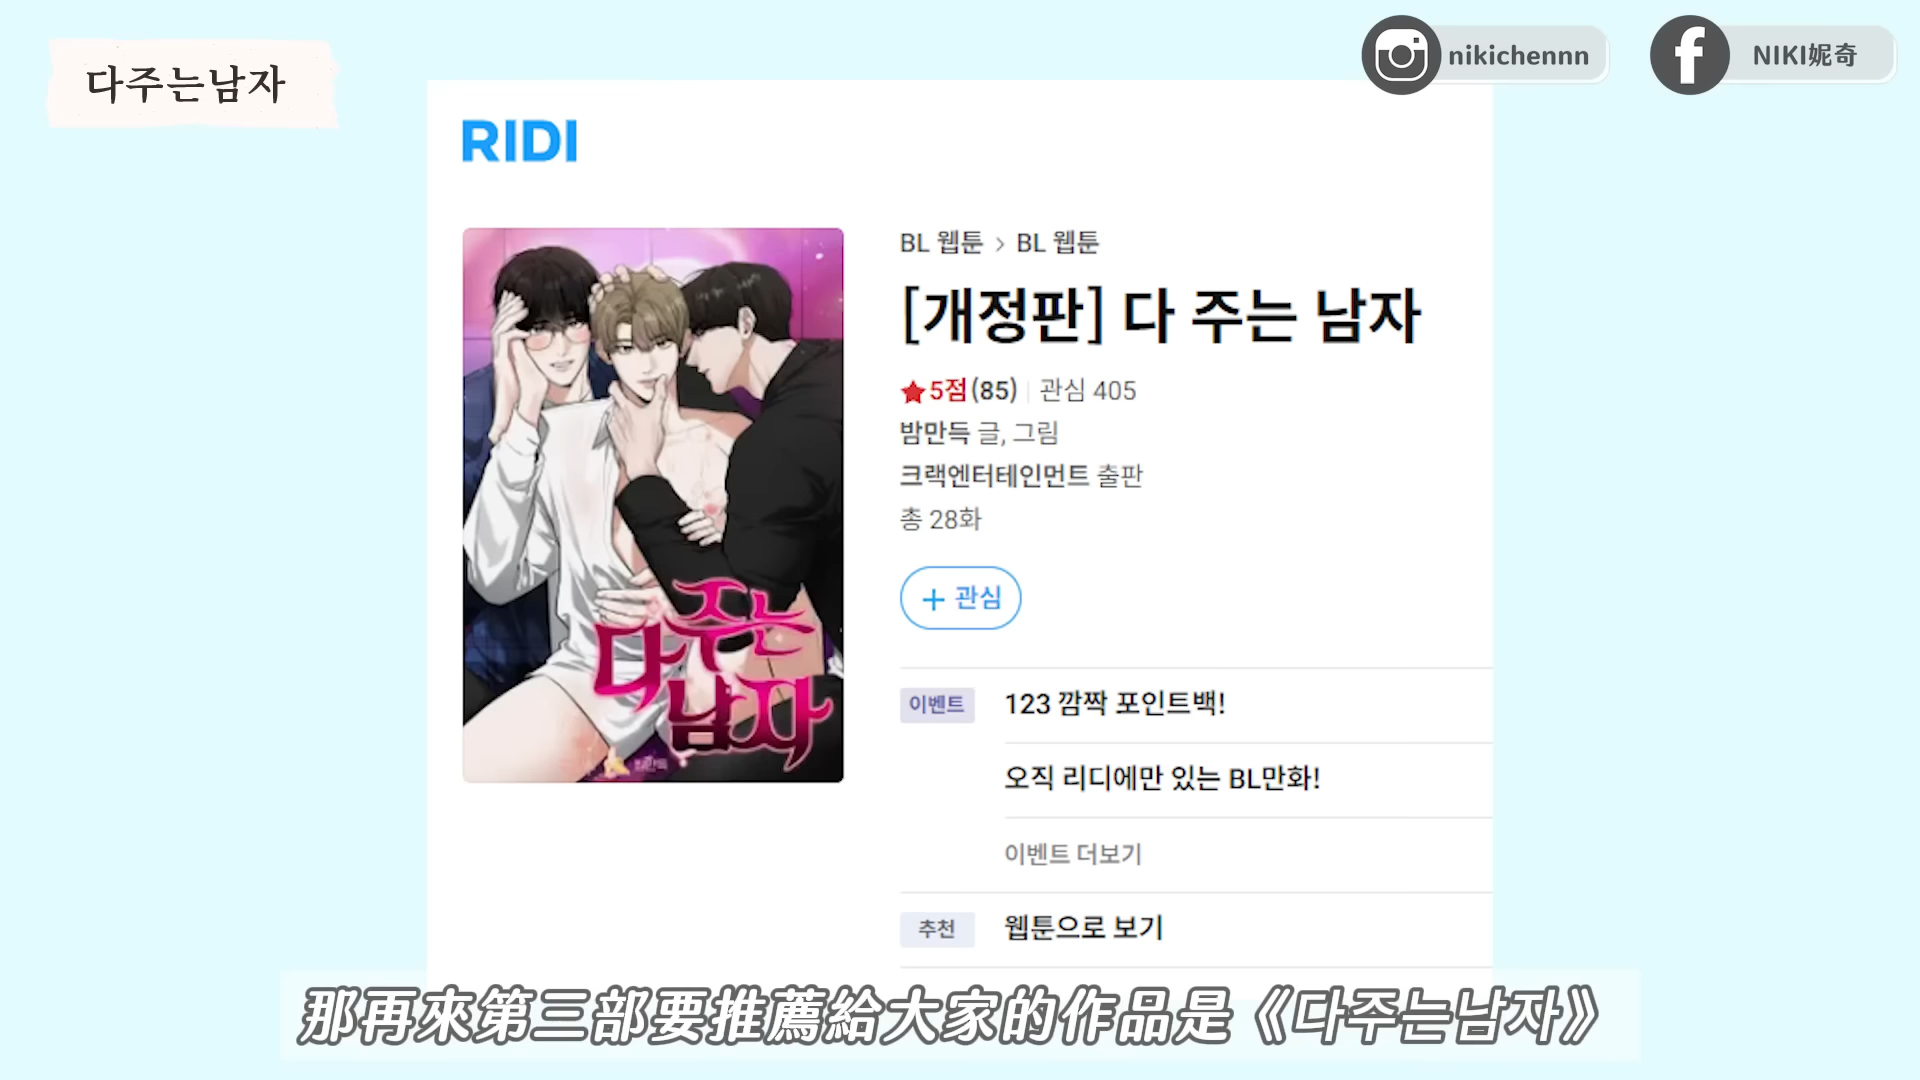 다주는남자
nikichennn
NIKI妮奇
RIDI
BL 웹툰 > BL 웹툰
[개정판] 다 주는 남자
★5점(85) 관심 405
밤만득 글, 그림
크랙엔터테인먼트 출판
총 28화
+ 관심
다 주는 남자
이벤트 123 깜짝 포인트백!
오직 리디에만 있는 BL만화!
이벤트 더보기
추천 웹툰으로 보기
那再來第三部要推薦給大家的作品是《다주는남자》